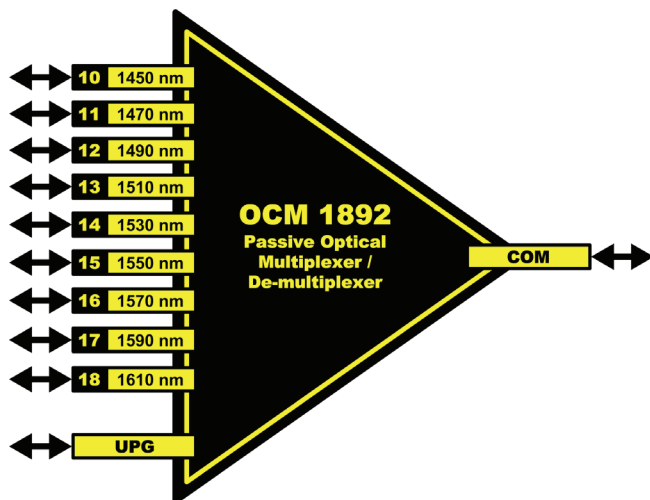 10 1450 nm
11 1470 nm
12 1490 nm
13 1510 nm
14 1530 nm
15 1550 nm
16 1570 nm
17 1590 nm
18 1610 nm
UPG
OCM 1892
Passive Optical
Multiplexer /
De-multiplexer
COM